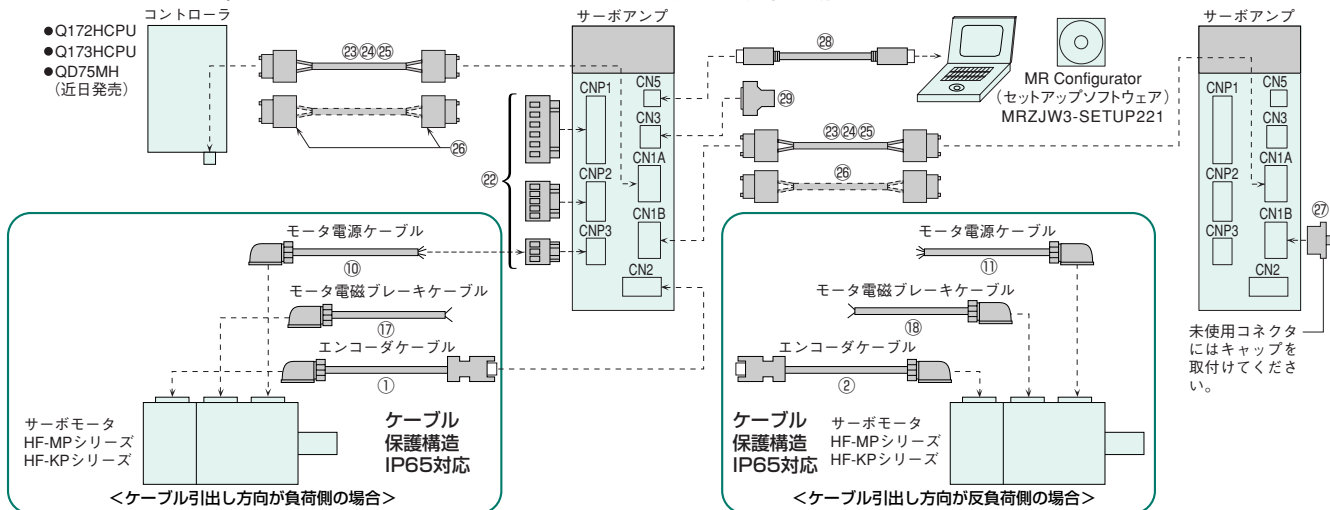 コントローラ
●Q172HCPU
●Q173HCPU
●QD75MH
(近日発売)
㉓㉔㉕
㉖
㉒
サーボアンプ
CNP1
CN5
CN3
CN1A
CNP2
CN1B
CNP3
CN2
㉘
㉙
MR Configurator
(セットアップソフトウェア)
MRZJW3-SETUP221
㉓㉔㉕
㉖
サーボアンプ
CNP1
CN5
CN3
CN1A
CNP2
CN1B
CNP3
CN2
㉗
未使用コネクタ
にはキャップを
取付けてくださ
い。
モータ電源ケーブル
⑩
モータ電磁ブレーキケーブル
⑰
エンコーダケーブル
①
サーボモータ
HF-MPシリーズ
HF-KPシリーズ
ケーブル
保護構造
IP65対応
<ケーブル引出し方向が負荷側の場合>
モータ電源ケーブル
⑪
モータ電磁ブレーキケーブル
⑱
エンコーダケーブル
②
ケーブル
保護構造
IP65対応
サーボモータ
HF-MPシリーズ
HF-KPシリーズ
<ケーブル引出し方向が反負荷側の場合>